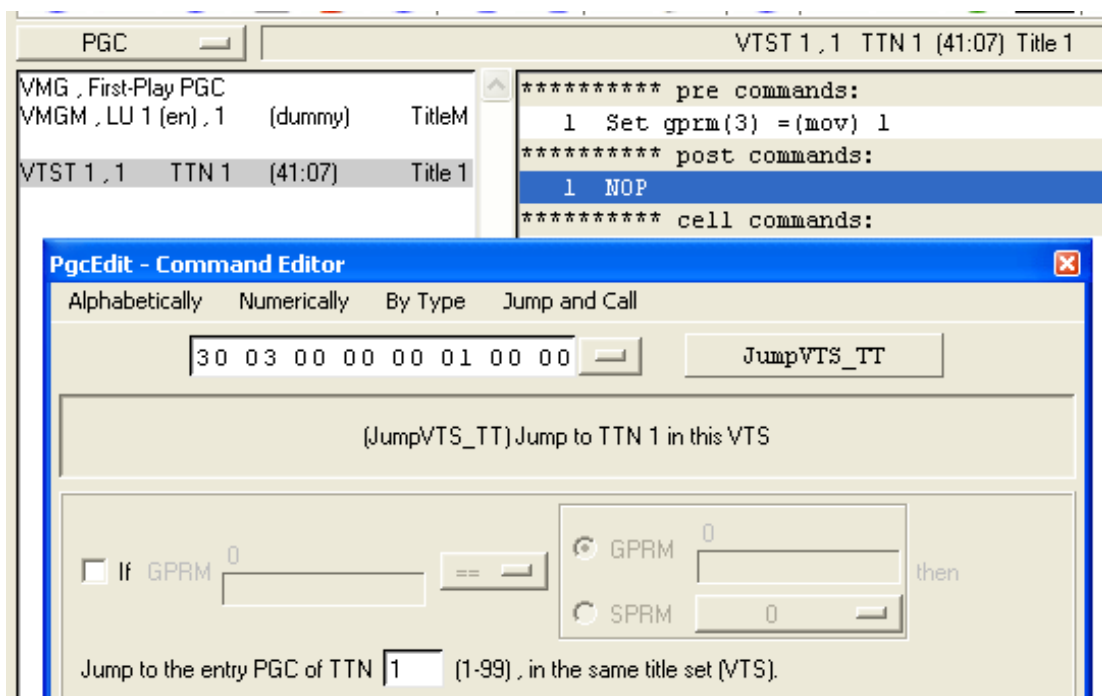 PGC
VTST 1 , 1 TTN 1 (41:07) Title 1
VMG , First-Play PGC
VMGM , LU 1 (en) , 1 (dummy) TitleM
VTST 1 , 1 TTN 1 (41:07) Title 1
********** pre commands:
1 Set gprm(3) =(mov) 1
********** post commands:
1 NOP
********** cell commands:
PgcEdit - Command Editor
Alphabetically Numerically By Type Jump and Call
30 03 00 00 00 01 00 00 JumpVTS_TT
(JumpVTS_TT) Jump to TTN 1 in this VTS
If GPRM 0 == GPRM 0 then
SPRM 0
Jump to the entry PGC of TTN 1 (1-99) , in the same title set (VTS).